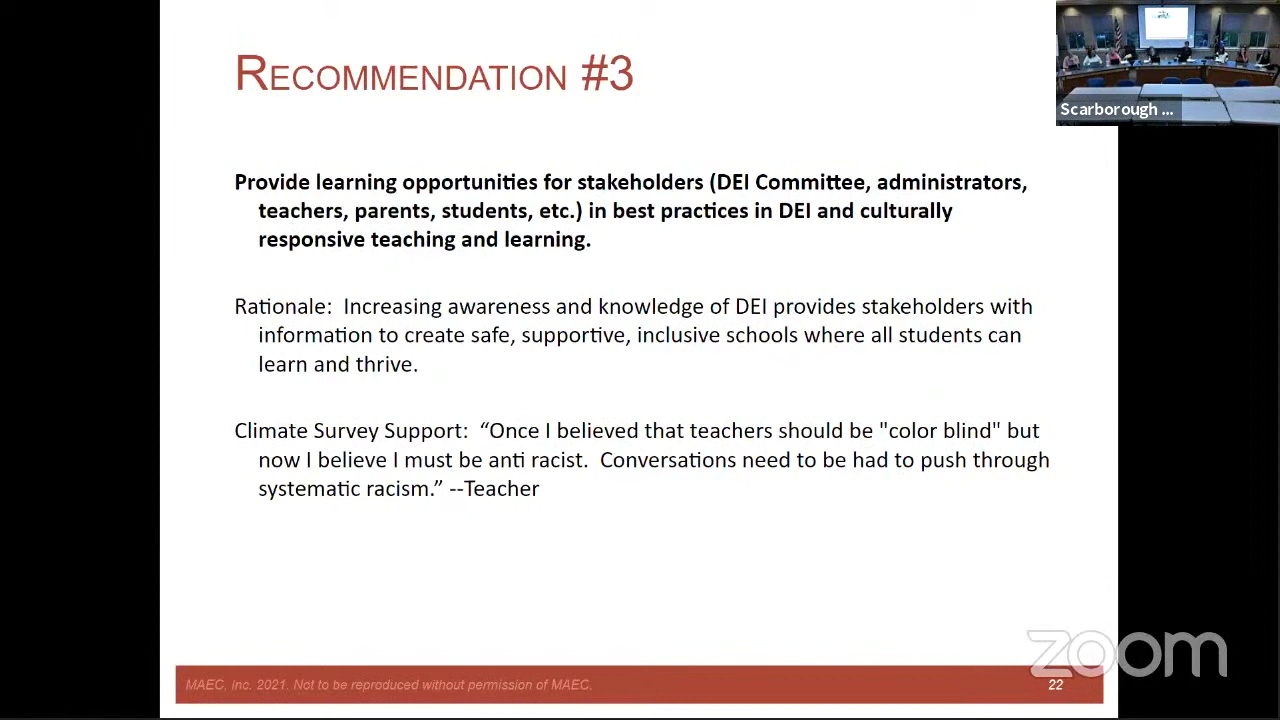 RECOMMENDATION #3
Scarborough ...
Provide learning opportunities for stakeholders (DEI Committee, administrators,
teachers, parents, students, etc.) in best practices in DEI and culturally
responsive teaching and learning.
Rationale: Increasing awareness and knowledge of DEI provides stakeholders with
information to create safe, supportive, inclusive schools where all students can
learn and thrive.
Climate Survey Support: “Once I believed that teachers should be "color blind" but
now I believe I must be anti racist. Conversations need to be had to push through
systematic racism.” --Teacher
zoom
MAEC, Inc. 2021. Not to be reproduced without permission of MAEC.
22